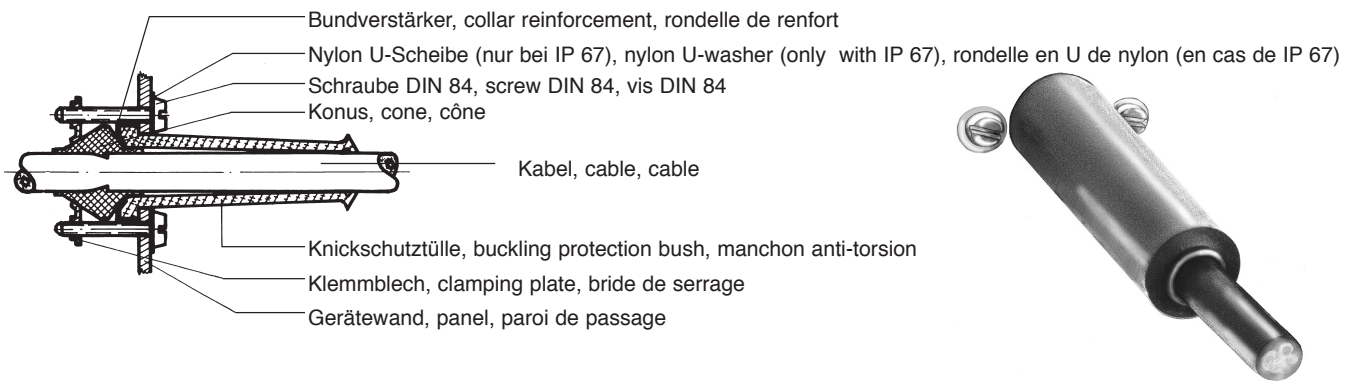 Bundverstärker, collar reinforcement, rondelle de renfort
Nylon U-Scheibe (nur bei IP 67), nylon U-washer (only with IP 67), rondelle en U de nylon (en cas de IP 67)
Schraube DIN 84, screw DIN 84, vis DIN 84
Konus, cone, cône
Kabel, cable, cable
Knickschutztülle, buckling protection bush, manchon anti-torsion
Klemmblech, clamping plate, bride de serrage
Gerätewand, panel, paroi de passage